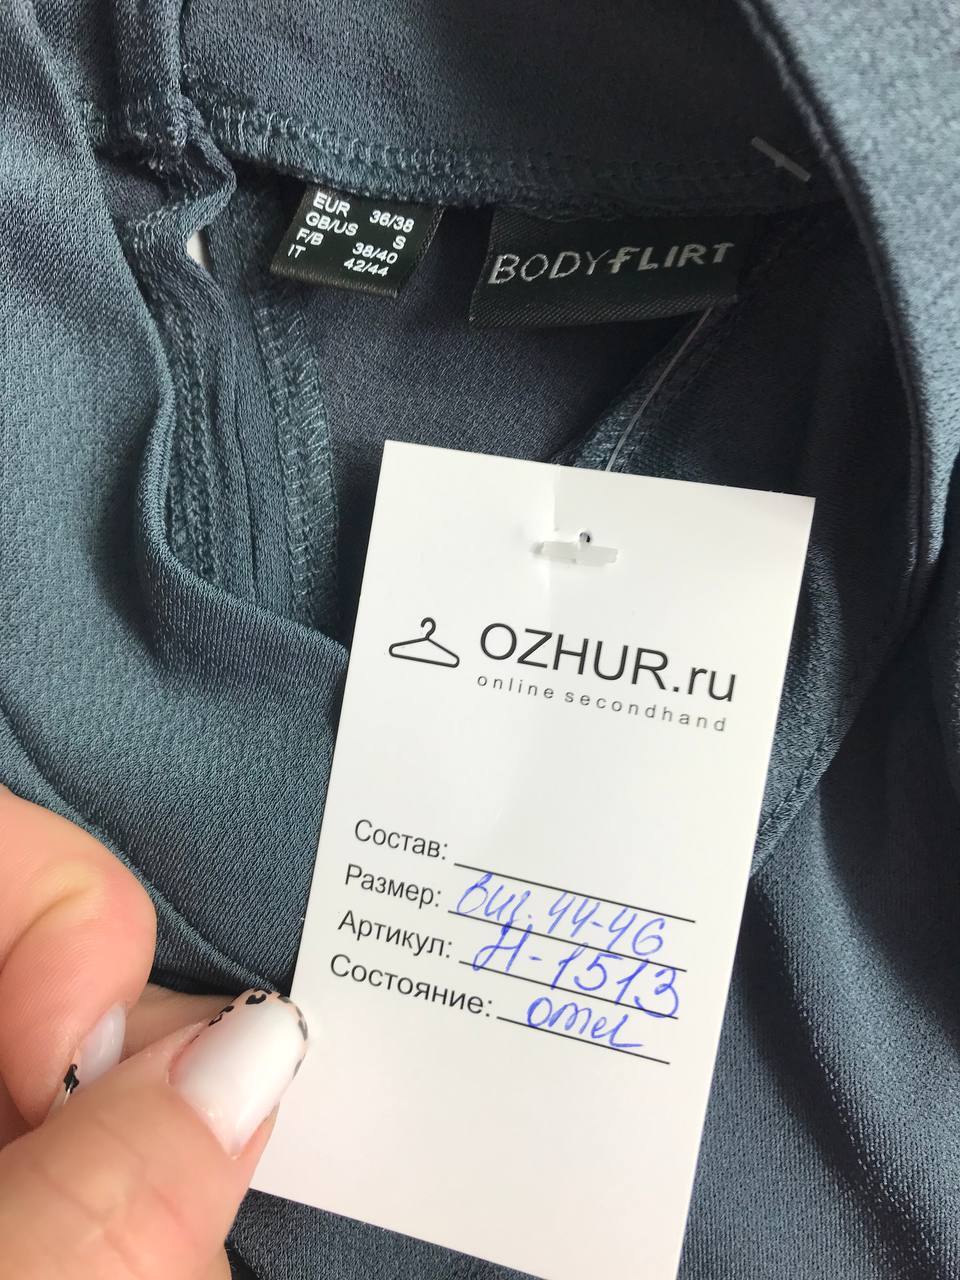 EUR 36/38
GB/US S
F/B 38/40
IT 42/44
BODYFLIRT
OZHUR.ru
online secondhand
Состав:
Размер: 44-46
Артикул: Н-1513
Состояние: отл